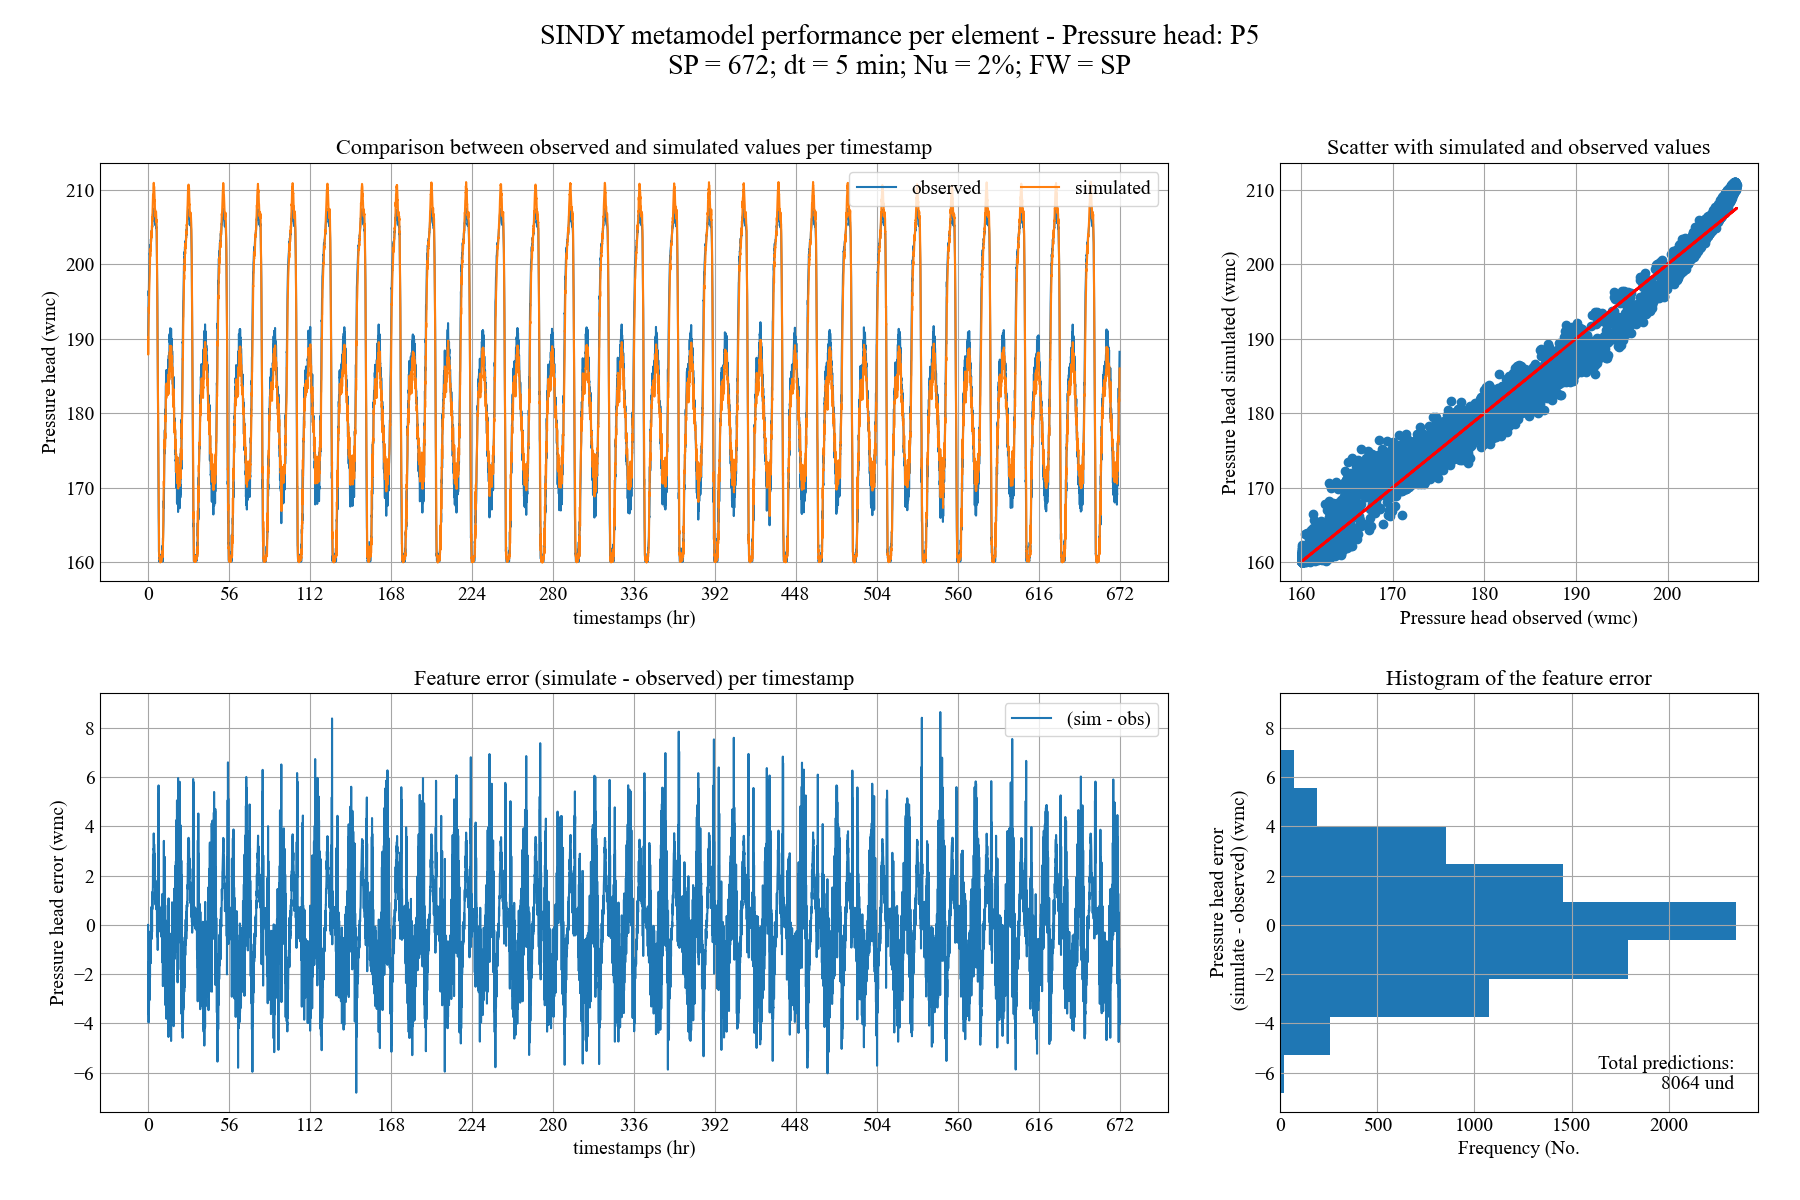 SINDY metamodel performance per element - Pressure head: P5
SP = 672; dt = 5 min; Nu = 2%; FW = SP
Comparison between observed and simulated values per timestamp
observed simulated
210
200
190
180
170
160
Pressure head (wmc)
0 56 112 168 224 280 336 392 448 504 560 616 672
timestamps (hr)
Scatter with simulated and observed values
210
200
190
180
170
160
Pressure head simulated (wmc)
160 170 180 190 200
Pressure head observed (wmc)
Feature error (simulate - observed) per timestamp
(sim - obs)
8
6
4
2
0
−2
−4
−6
Pressure head error (wmc)
0 56 112 168 224 280 336 392 448 504 560 616 672
timestamps (hr)
Histogram of the feature error
8
6
4
2
0
−2
−4
−6
Pressure head error
(simulate - observed) (wmc)
Total predictions:
8064 und
0 500 1000 1500 2000
Frequency (No.